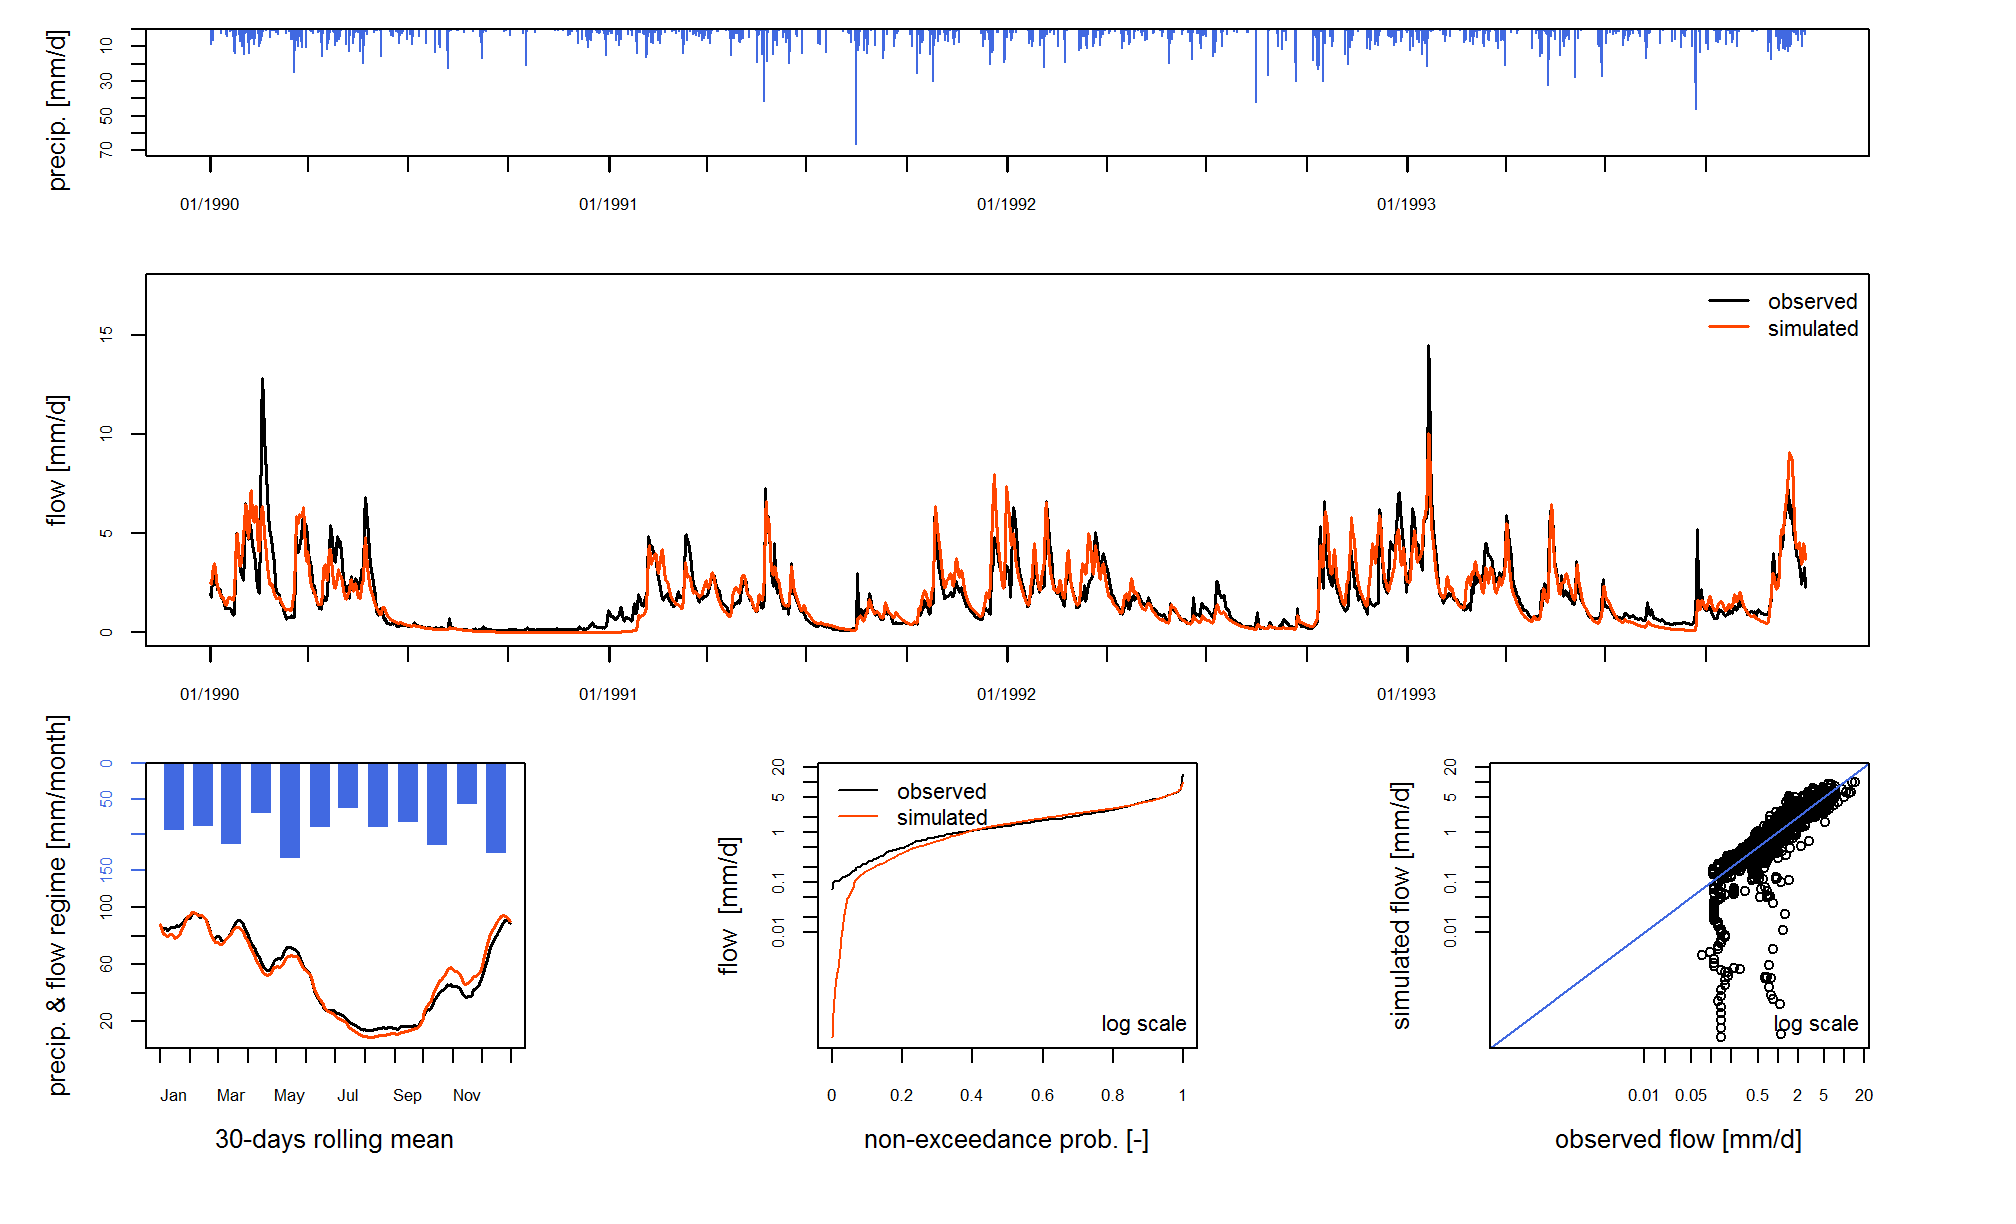 precip. [mm/d]
10
30
50
70
01/1990
01/1991
01/1992
01/1993
flow [mm/d]
15
10
5
0
observed
simulated
01/1990
01/1991
01/1992
01/1993
precip. & flow regime [mm/month]
0
50
150
100
60
20
Jan
Mar
May
Jul
Sep
Nov
30-days rolling mean
flow [mm/d]
20
5
1
0.1
0.01
observed
simulated
log scale
0
0.2
0.4
0.6
0.8
1
non-exceedance prob. [-]
simulated flow [mm/d]
20
5
1
0.1
0.01
log scale
0.01
0.05
0.5
2
5
20
observed flow [mm/d]